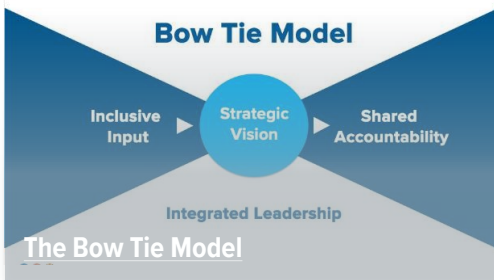 Bow Tie Model
Inclusive
Input
Strategic
Vision
Shared
Accountability
Integrated Leadership
The Bow Tie Model